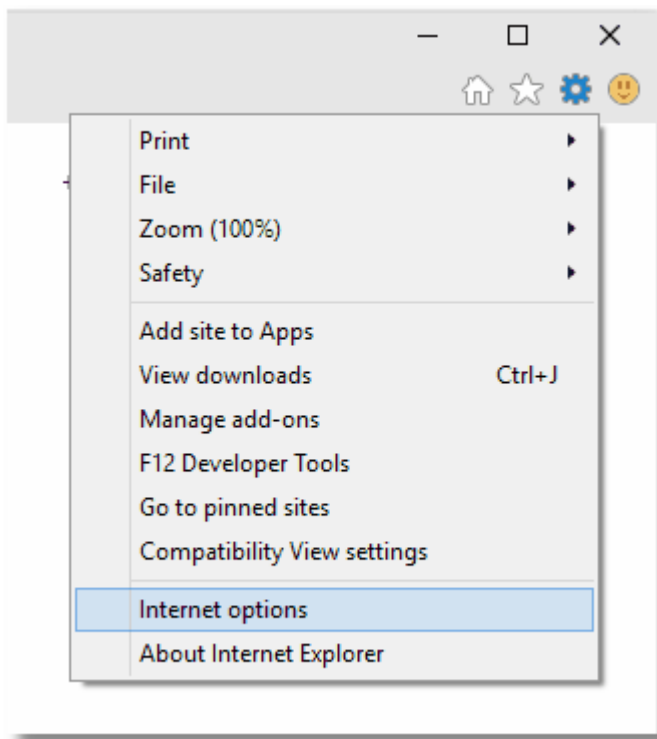 Print
File
Zoom (100%)
Safety
Add site to Apps
View downloads Ctrl+J
Manage add-ons
F12 Developer Tools
Go to pinned sites
Compatibility View settings
Internet options
About Internet Explorer